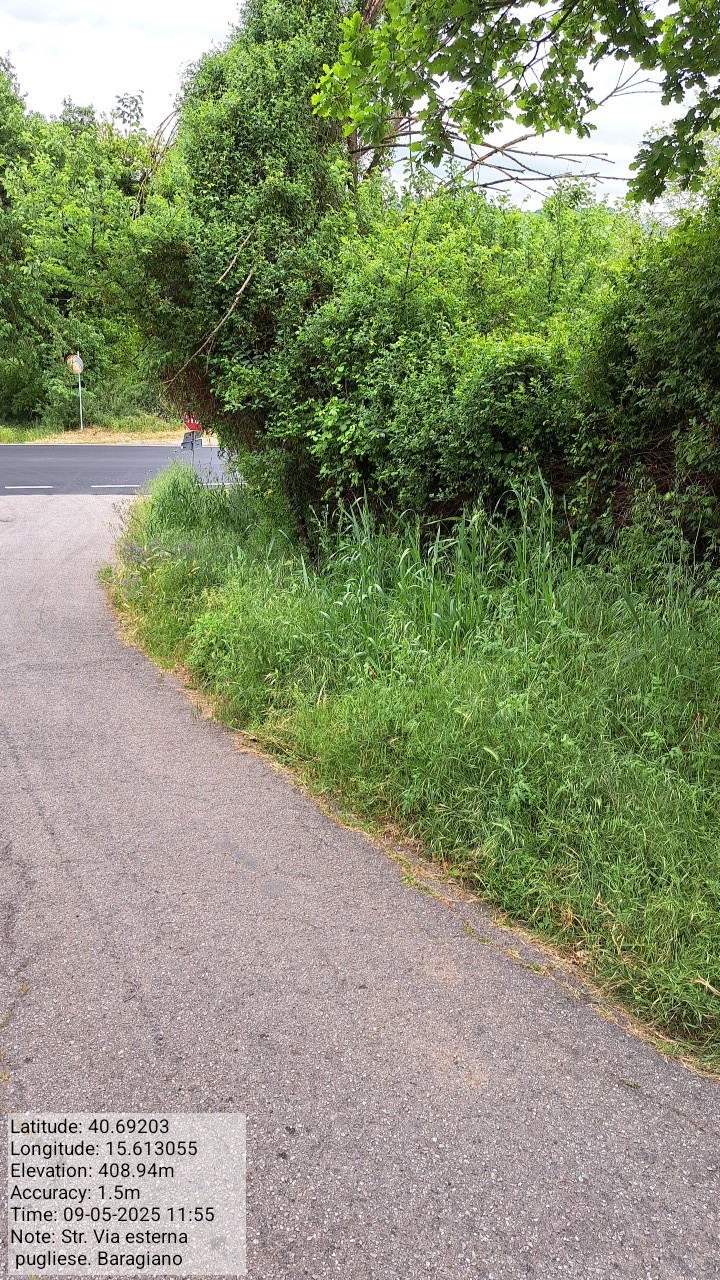 Latitude: 40.69203
Longitude: 15.613055
Elevation: 408.94m
Accuracy: 1.5m
Time: 09-05-2025 11:55
Note: Str. Via esterna
pugliese. Baragiano